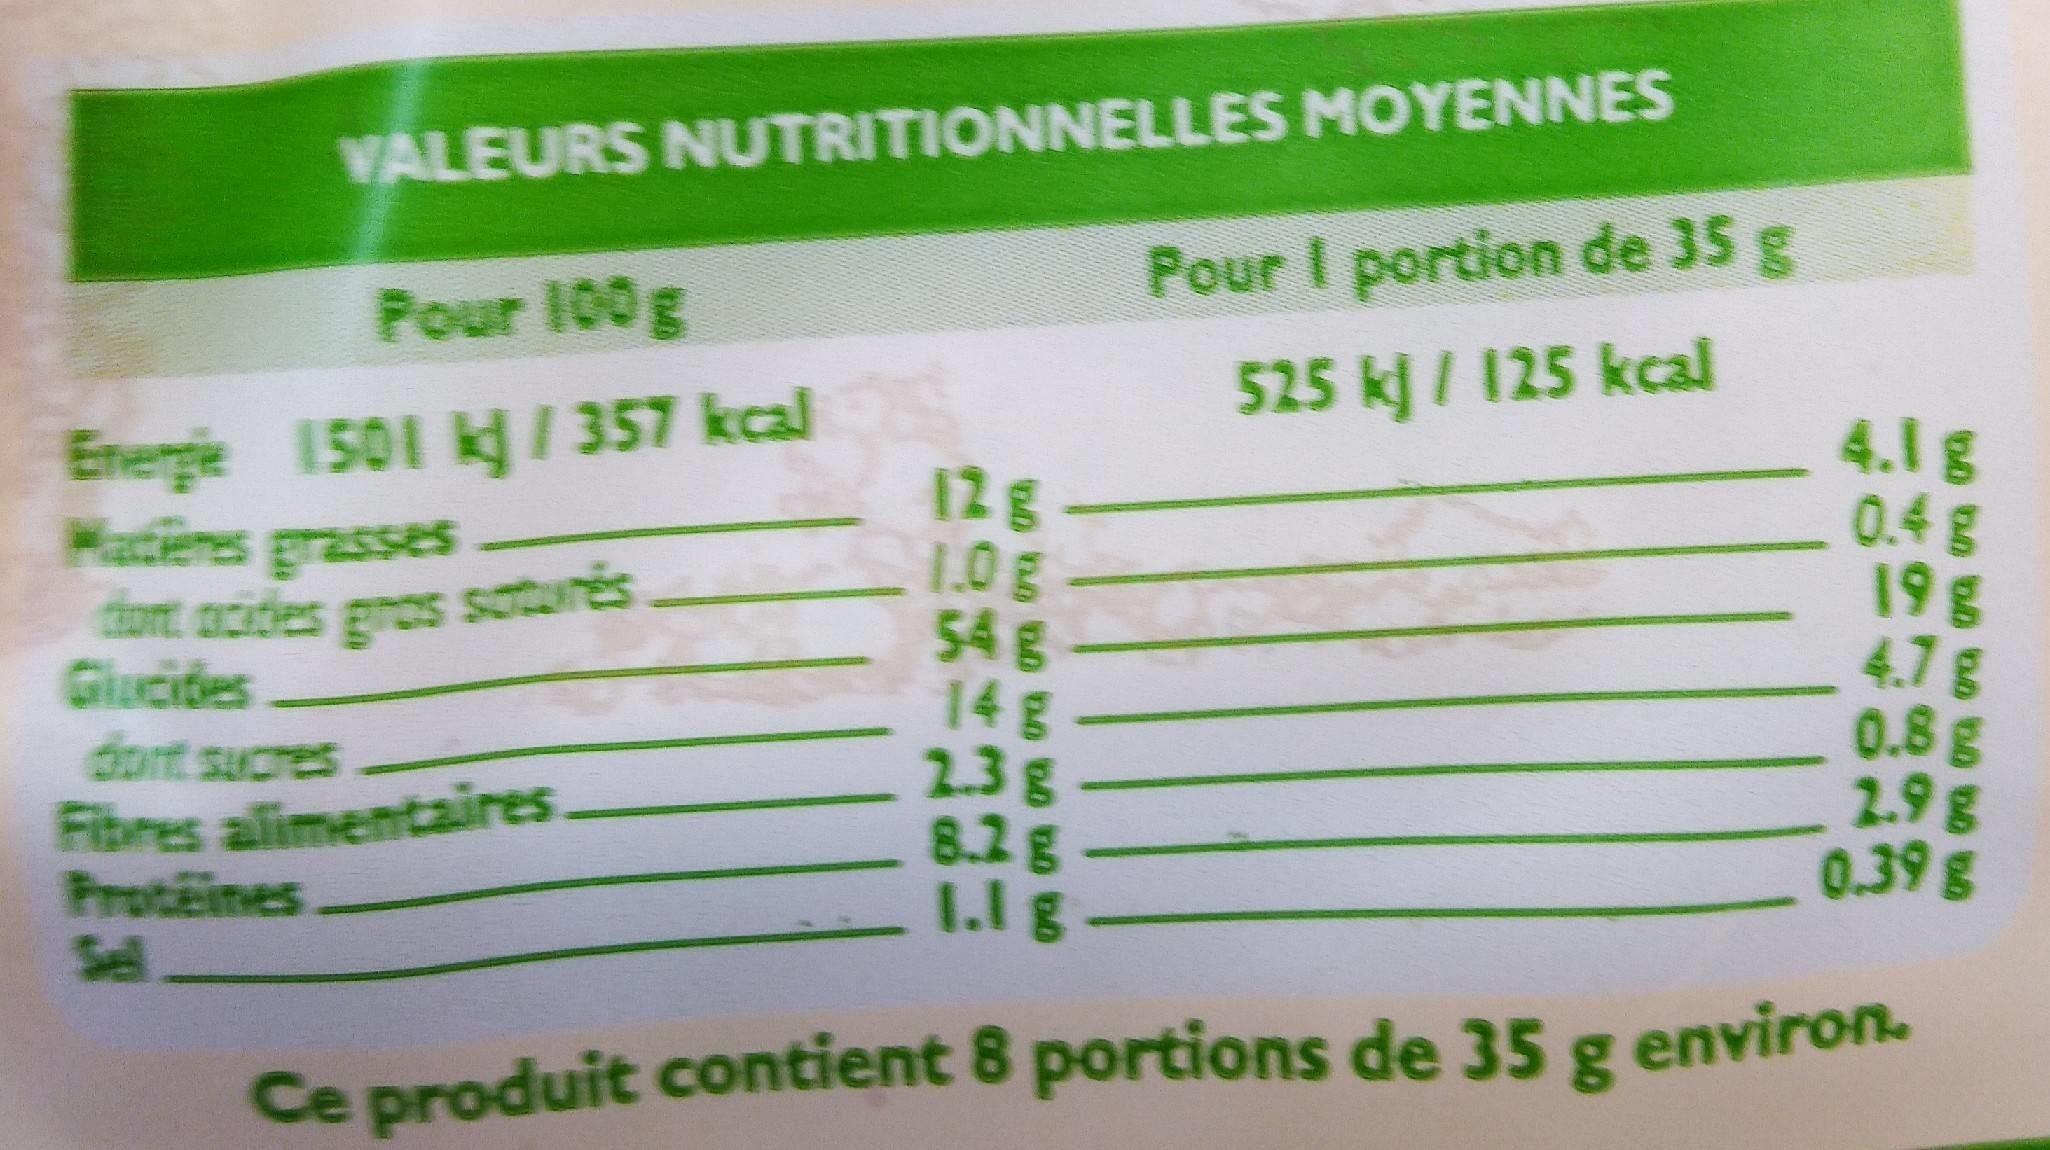 VALEURS NUTRITIONNELLES MOYENNES
Pour 100 g Pour 1 portion de 35 g
Energie 1501 kJ / 357 kcal 525 kJ / 125 kcal
Matières grasses 12 g 4.1 g
dont acides gras saturés 1.0 g 0.4 g
Glucides 54 g 19 g
dont sucres 14 g 4.7 g
Fibres alimentaires 2.3 g 0.8 g
Protéines 8.2 g 2.9 g
Sel 1.1 g 0.39 g
Ce produit contient 8 portions de 35 g environ.